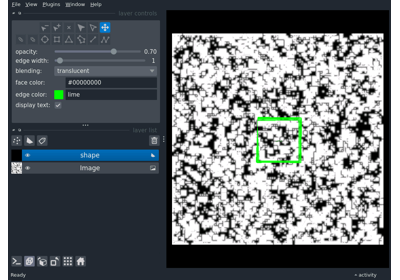 File View Plugins Window Help
layer controls
opacity: 0.70
edge width: 1
blending: translucent
face color: #00000000
edge color: lime
display text:
layer list
shape
Image
Ready
activity